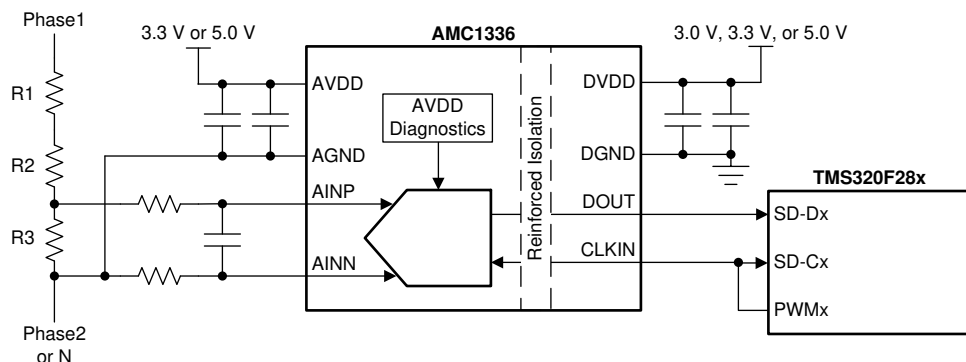 Phase1
R1
R2
R3
Phase2
or N
3.3 V or 5.0 V
AMC1336
AVDD
AGND
AINP
AINN
AVDD
Diagnostics
Reinforced Isolation
DVDD
DGND
DOUT
CLKIN
3.0 V, 3.3 V, or 5.0 V
TMS320F28x
SD-Dx
SD-Cx
PWMx